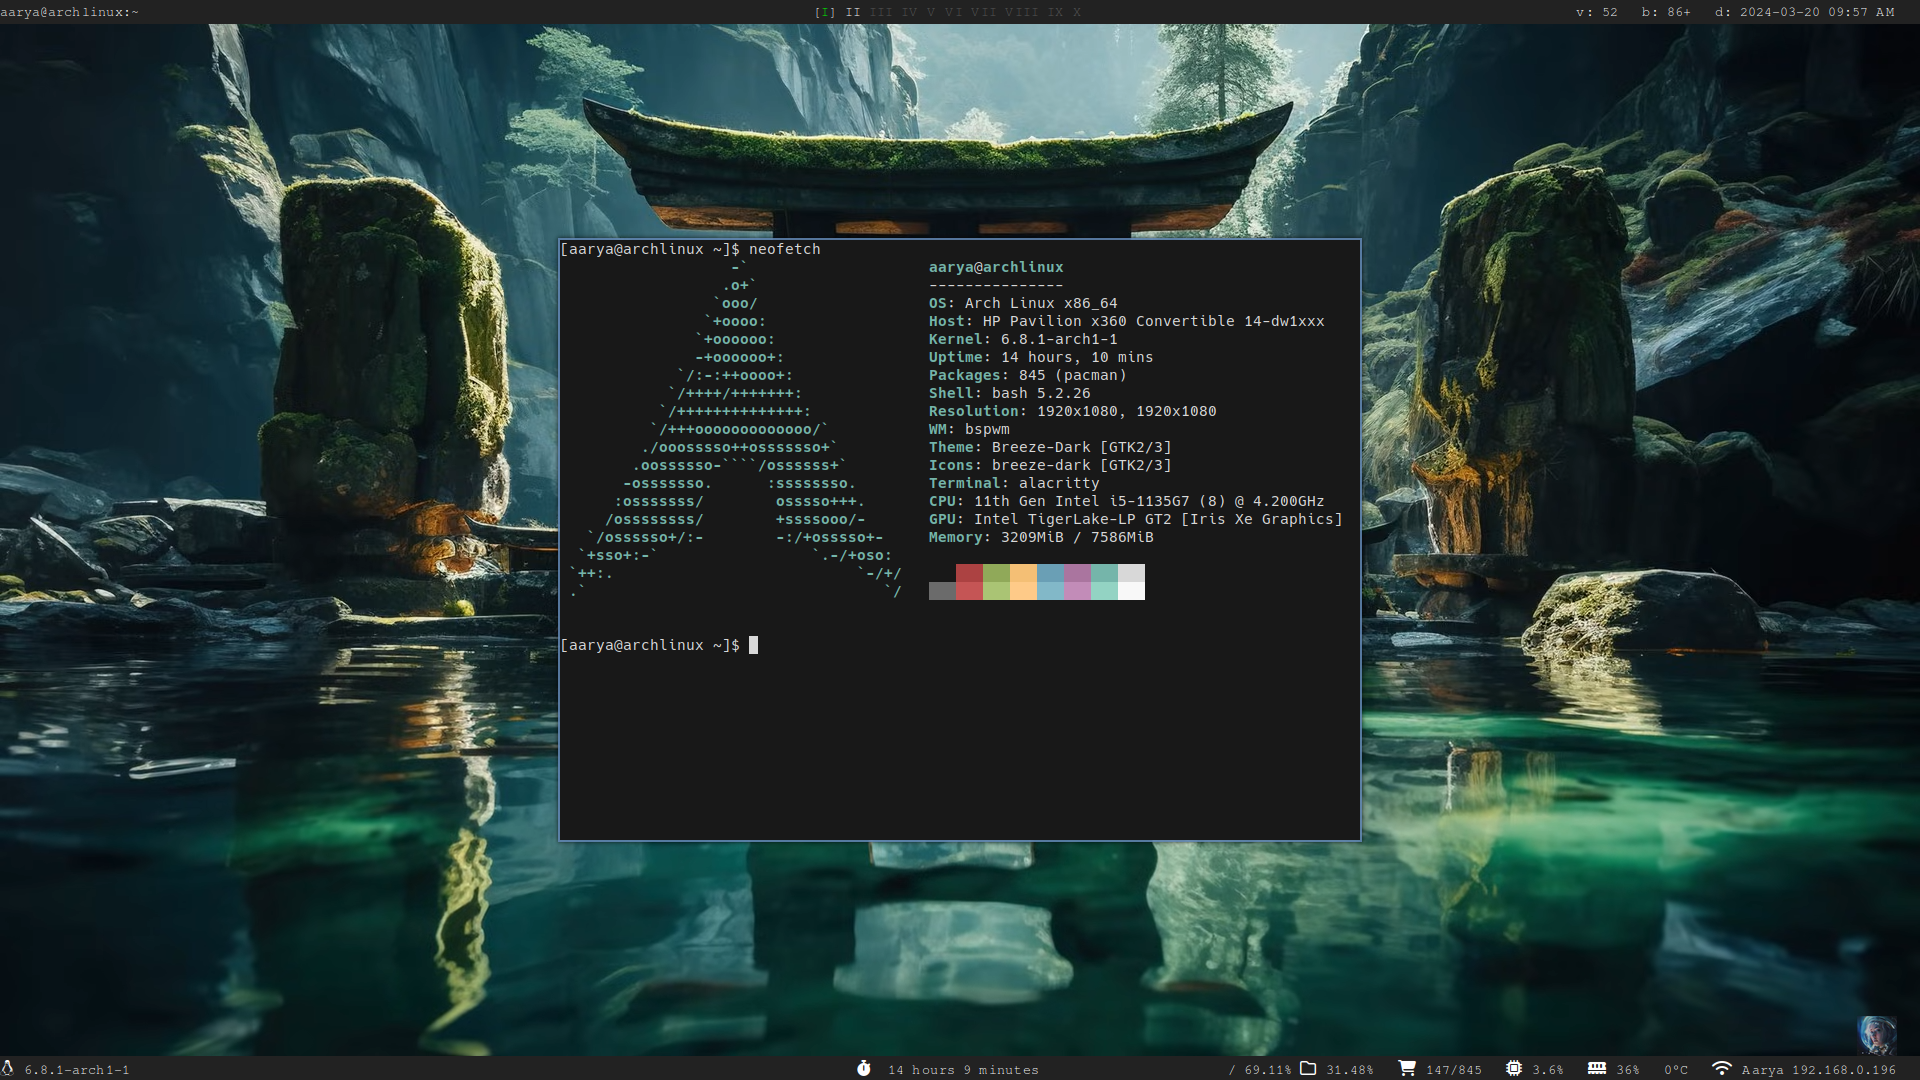 aarya@archlinux:~
[I] II III IV V VI VII VIII IX X
v: 52 b: 86+ d: 2024-03-20 09:57 AM
[aarya@archlinux ~]$ neofetch
-`
.o+`
`ooo/
`+oooo:
`+oooooo:
-+oooooo+:
`/:-:++oooo+:
`/++++/+++++++:
`/++++++++++++++:
`/+++ooooooooooooo/`
./ooosssso++osssssso+`
.oossssso-````/ossssss+`
-osssssso. :ssssssso.
:osssssss/ osssso+++.
/ossssssss/ +ssssooo/-
`/ossssso+/:- -:/+osssso+-
`+sso+:-` `.-/+oso:
`++:. `-/+/
.` `/
aarya@archlinux
---------------
OS: Arch Linux x86_64
Host: HP Pavilion x360 Convertible 14-dw1xxx
Kernel: 6.8.1-arch1-1
Uptime: 14 hours, 10 mins
Packages: 845 (pacman)
Shell: bash 5.2.26
Resolution: 1920x1080, 1920x1080
WM: bspwm
Theme: Breeze-Dark [GTK2/3]
Icons: breeze-dark [GTK2/3]
Terminal: alacritty
CPU: 11th Gen Intel i5-1135G7 (8) @ 4.200GHz
GPU: Intel TigerLake-LP GT2 [Iris Xe Graphics]
Memory: 3209MiB / 7586MiB
[aarya@archlinux ~]$
6.8.1-arch1-1
14 hours 9 minutes
/ 69.11% 31.48% 147/845 3.6% 36% 0°C Aarya 192.168.0.196